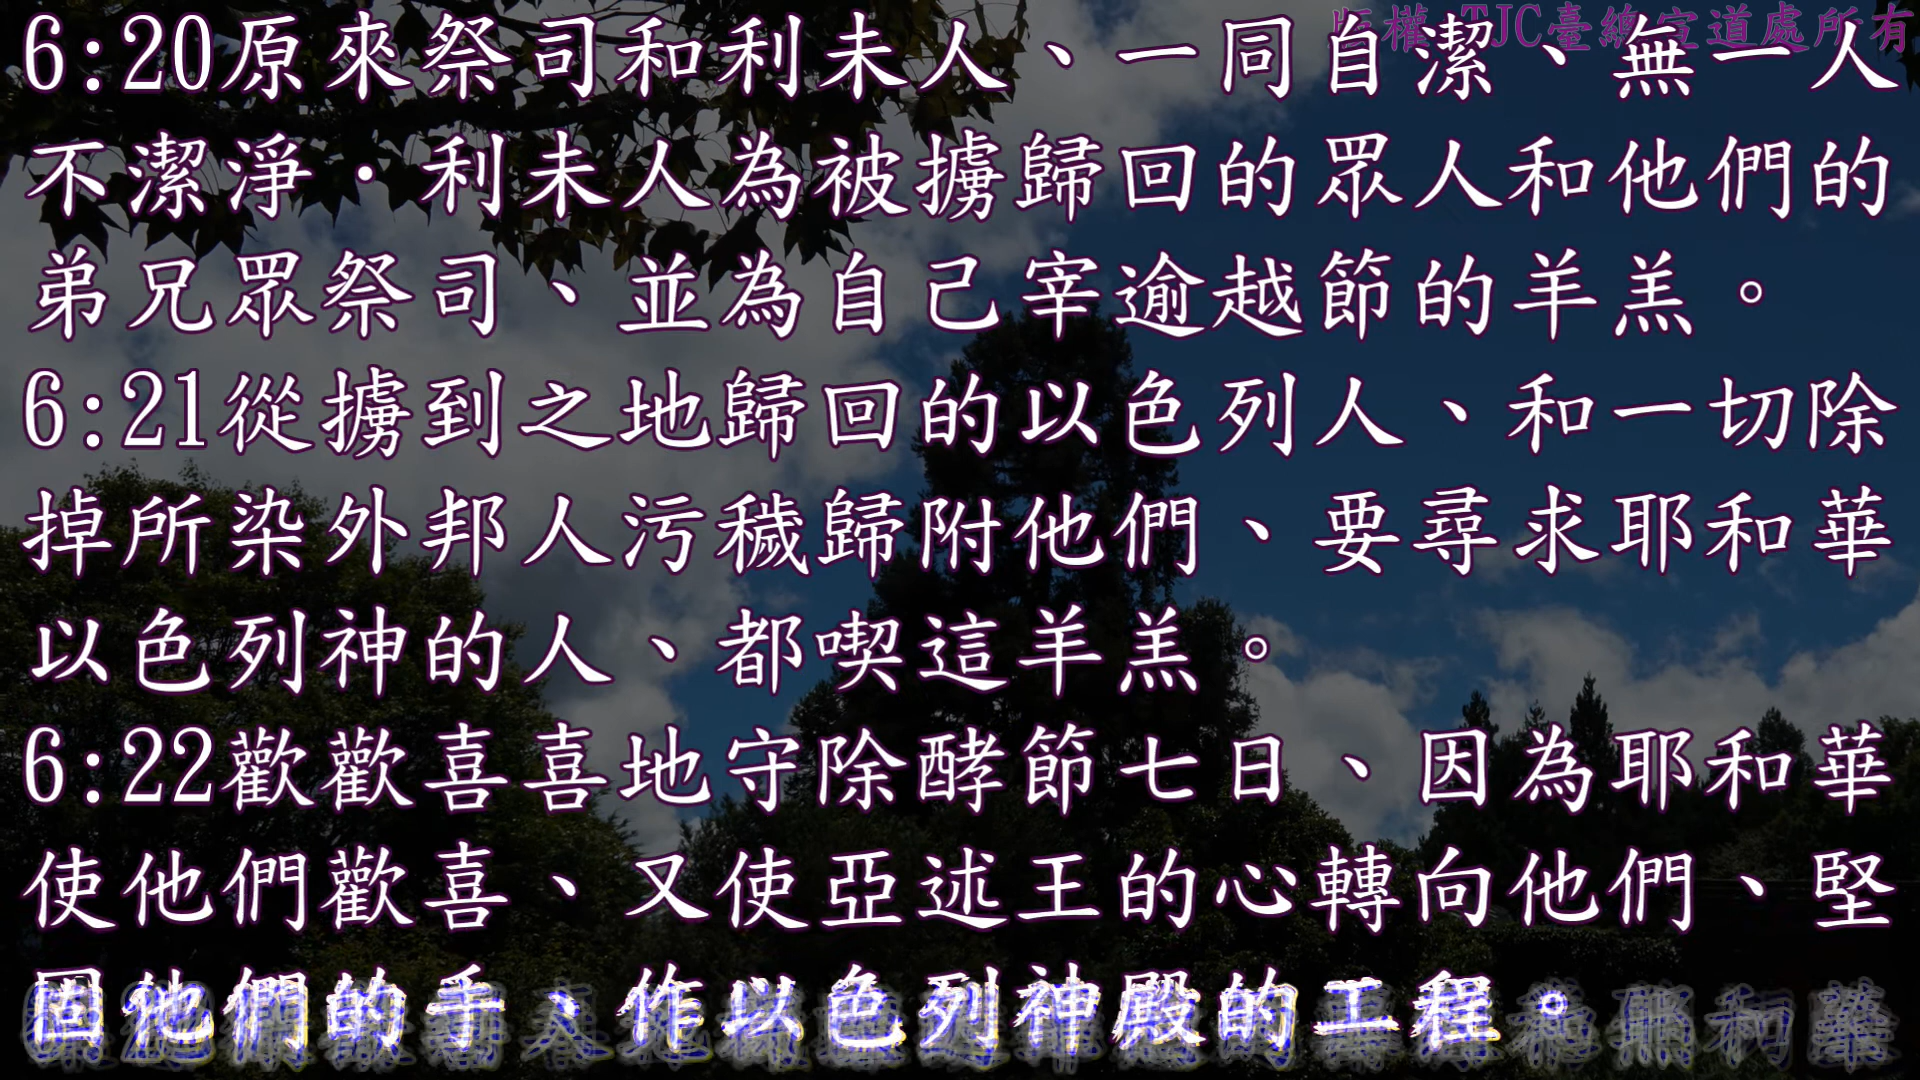 版權 TJC臺總宣道處所有
6:20原來祭司和利未人、一同自潔、無一人
不潔淨．利未人為被擄歸回的眾人和他們的
弟兄眾祭司、並為自己宰逾越節的羊羔。
6:21從擄到之地歸回的以色列人、和一切除
掉所染外邦人污穢歸附他們、要尋求耶和華
以色列神的人、都喫這羊羔。
6:22歡歡喜喜地守除酵節七日、因為耶和華
使他們歡喜、又使亞述王的心轉向他們、堅
固他們的手、作以色列神殿的工程。